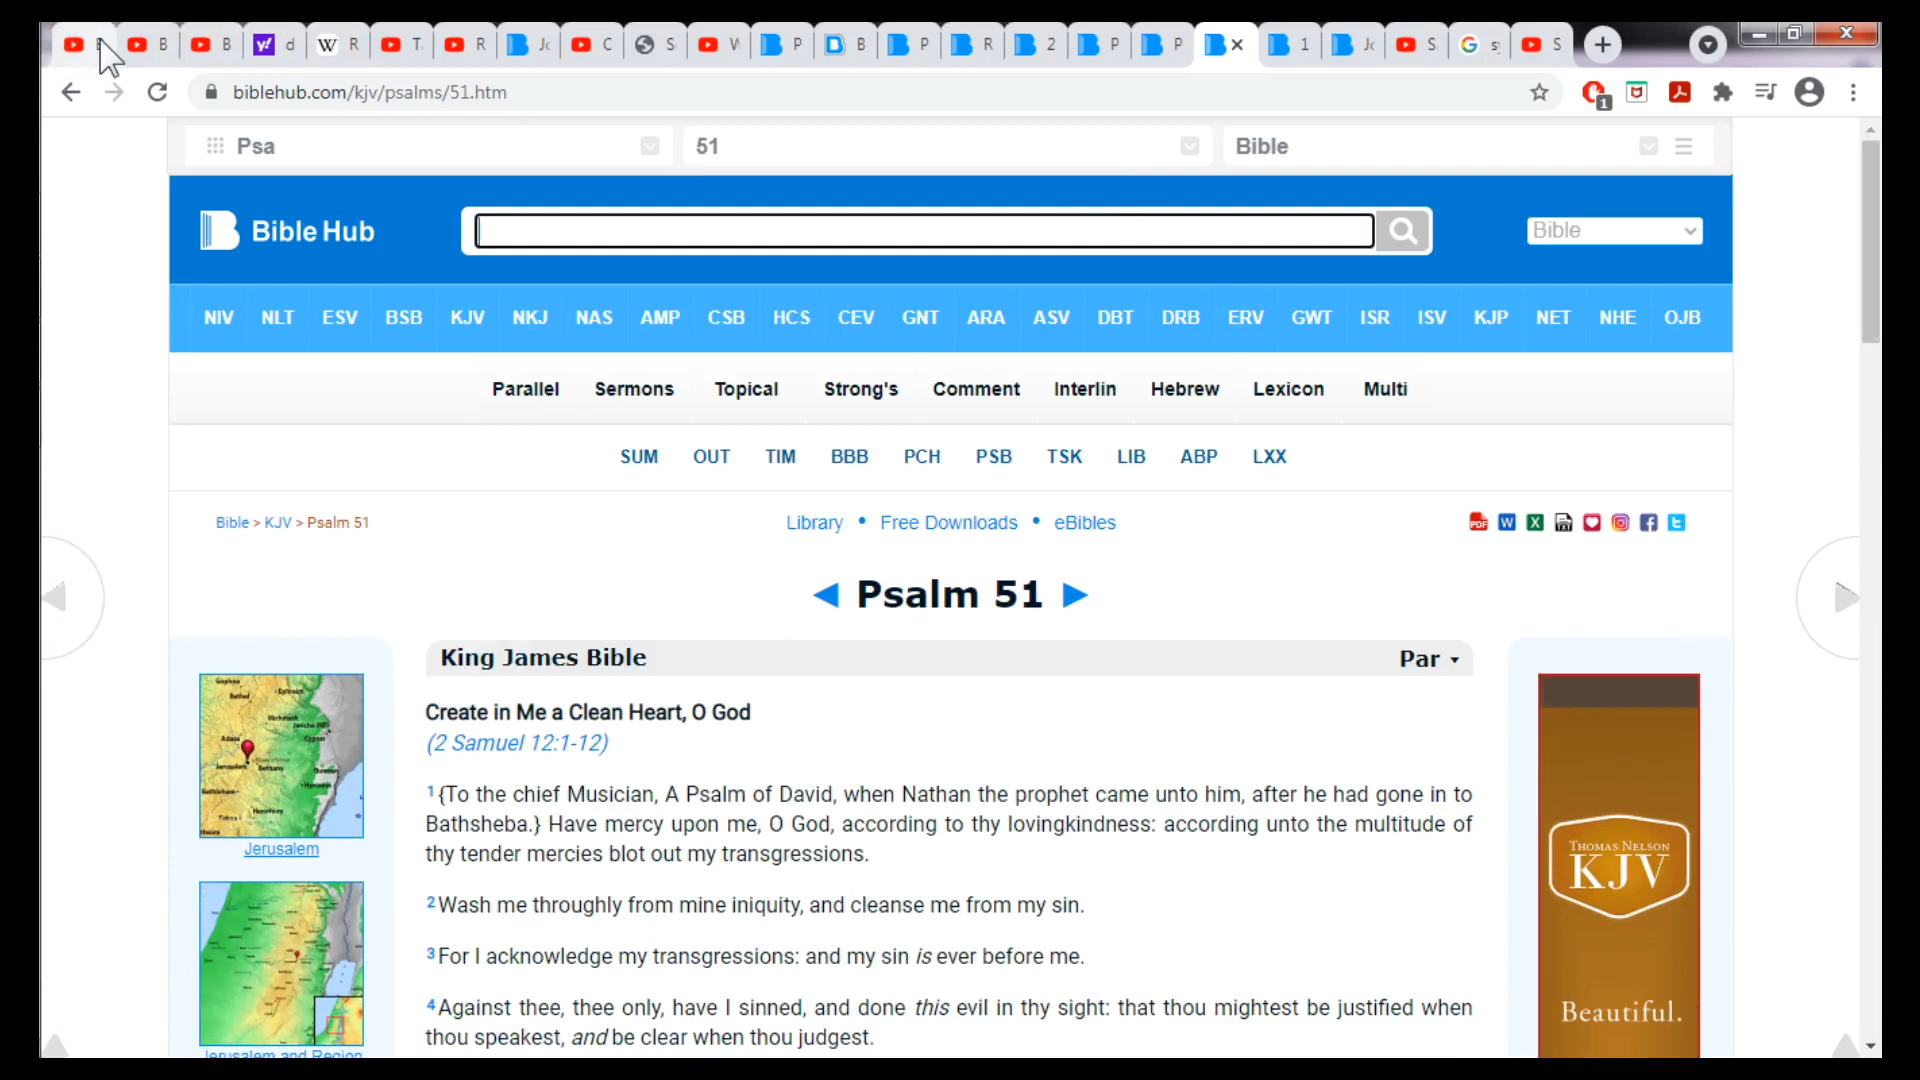 B B B d R T R Jo C S W P B P R 2 P P 1 Jo S sy S
biblehub.com/kjv/psalms/51.htm
1
Psa 51 Bible
Bible Hub Bible
NIV NLT ESV BSB KJV NKJ NAS AMP CSB HCS CEV GNT ARA ASV DBT DRB ERV GWT ISR ISV KJP NET NHE OJB
Parallel Sermons Topical Strong's Comment Interlin Hebrew Lexicon Multi
SUM OUT TIM BBB PCH PSB TSK LIB ABP LXX
Bible > KJV > Psalm 51 Library • Free Downloads • eBibles
◄ Psalm 51 ►
King James Bible Par ▾
Create in Me a Clean Heart, O God
(2 Samuel 12:1-12)
1{To the chief Musician, A Psalm of David, when Nathan the prophet came unto him, after he had gone in to
Bathsheba.} Have mercy upon me, O God, according to thy lovingkindness: according unto the multitude of
thy tender mercies blot out my transgressions.
2Wash me throughly from mine iniquity, and cleanse me from my sin.
3For I acknowledge my transgressions: and my sin is ever before me.
4Against thee, thee only, have I sinned, and done this evil in thy sight: that thou mightest be justified when
thou speakest, and be clear when thou judgest.
Jerusalem
Jerusalem and Region
THOMAS NELSON
KJV
Beautiful.